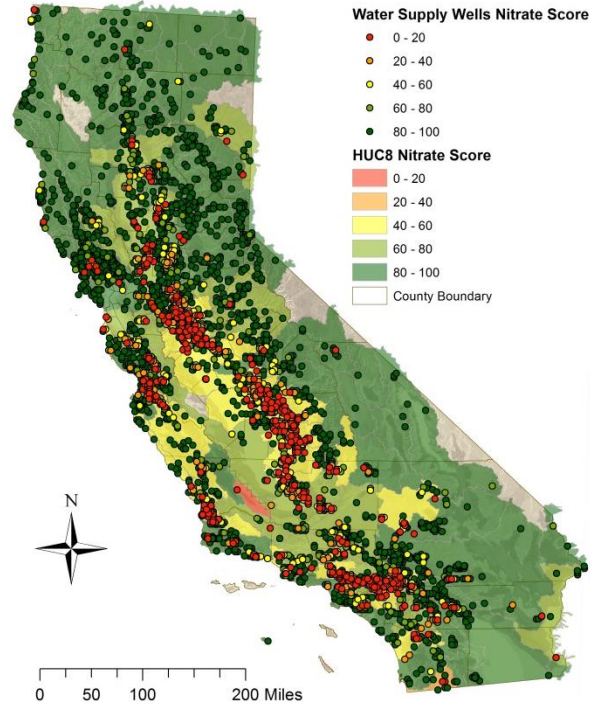 Water Supply Wells Nitrate Score
0 - 20
20 - 40
40 - 60
60 - 80
80 - 100
HUC8 Nitrate Score
0 - 20
20 - 40
40 - 60
60 - 80
80 - 100
County Boundary
N
0 50 100 200 Miles